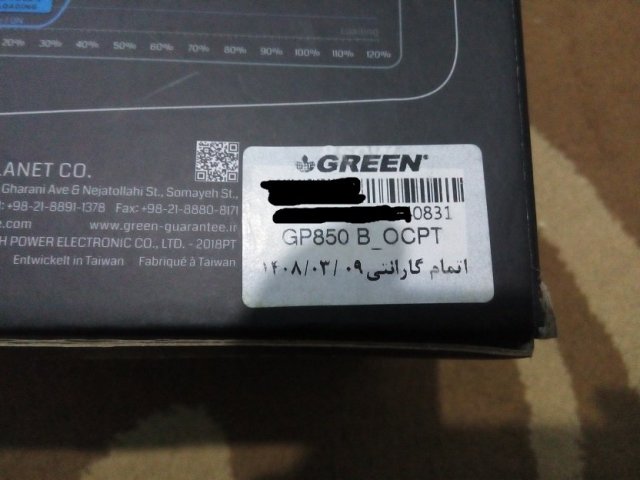 LOADING
20% 30% 40% 50% 60% 70% 80% 90% 100% 110% 120%
LANET CO.
Gharani Ave & Nejatollahi St., Somayeh St.,
+98-21-8891-1378 Fax: +98-21-8880-8171
www.green-guarantee.ir
H POWER ELECTRONIC CO., LTD. - 2018PT
Entwickelt in Taiwan Fabriqué à Taiwan
GREEN
0831
GP850 B_OCPT
اتمام گارانتی ۱۴۰۸/۰۳/۰۹